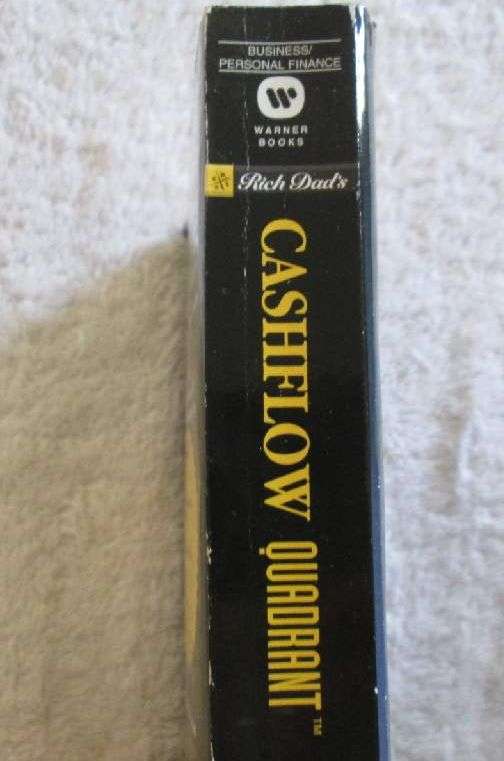 BUSINESS/
PERSONAL FINANCE
WARNER
BOOKS
Rich Dad's
CASHFLOW QUADRANT™